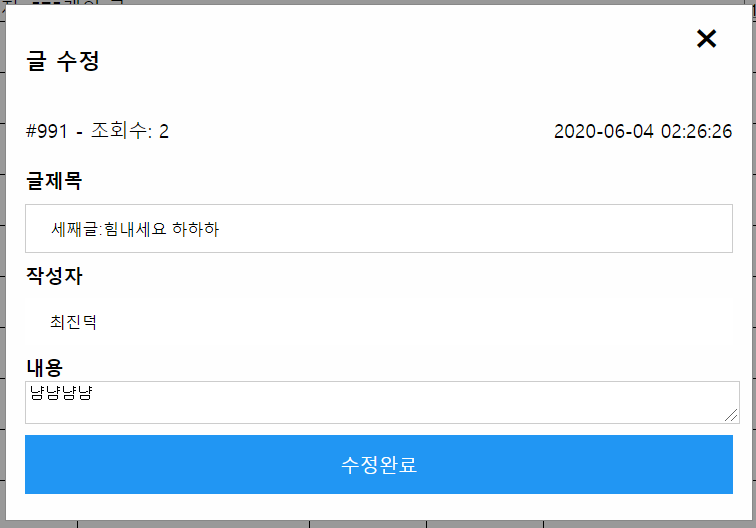 글 수정
#991 - 조회수: 2
2020-06-04 02:26:26
글제목
세째글:힘내세요 하하하
작성자
최진덕
내용
냥냥냥냥
수정완료